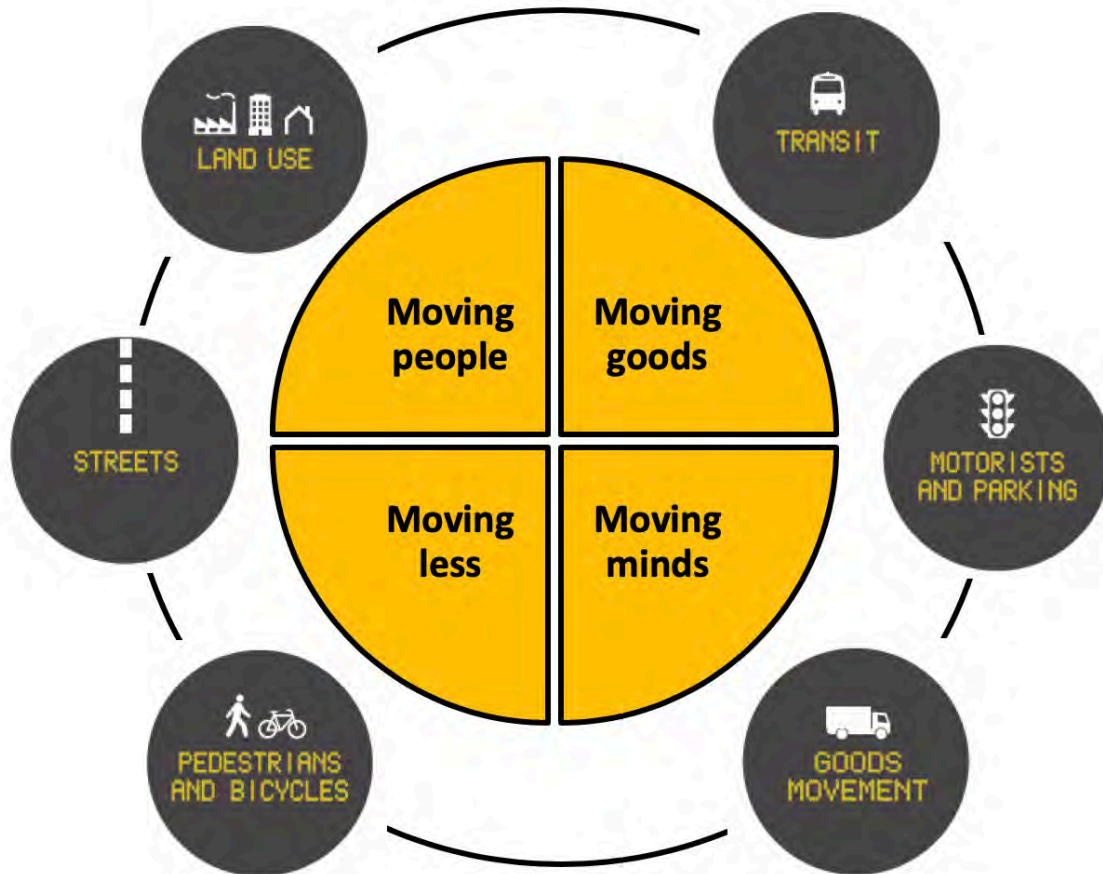 LAND USE
TRANSIT
Moving
people
Moving
goods
STREETS
MOTORISTS
AND PARKING
Moving
less
Moving
minds
PEDESTRIANS
AND BICYCLES
GOODS
MOVEMENT